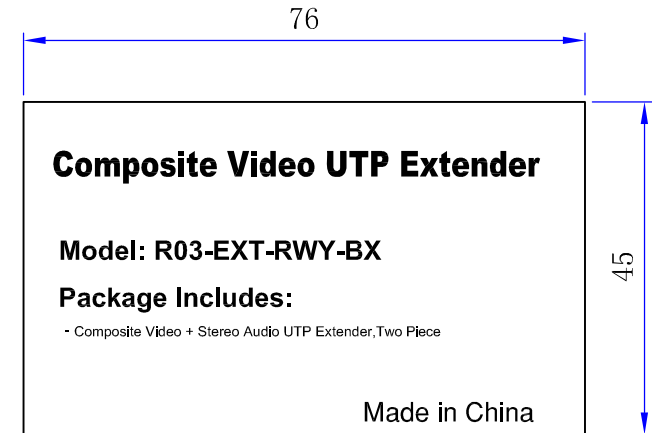 76
Composite Video UTP Extender
45
Model: R03-EXT-RWY-BX
Package Includes:
- Composite Video + Stereo Audio UTP Extender,Two Piece
Made in China